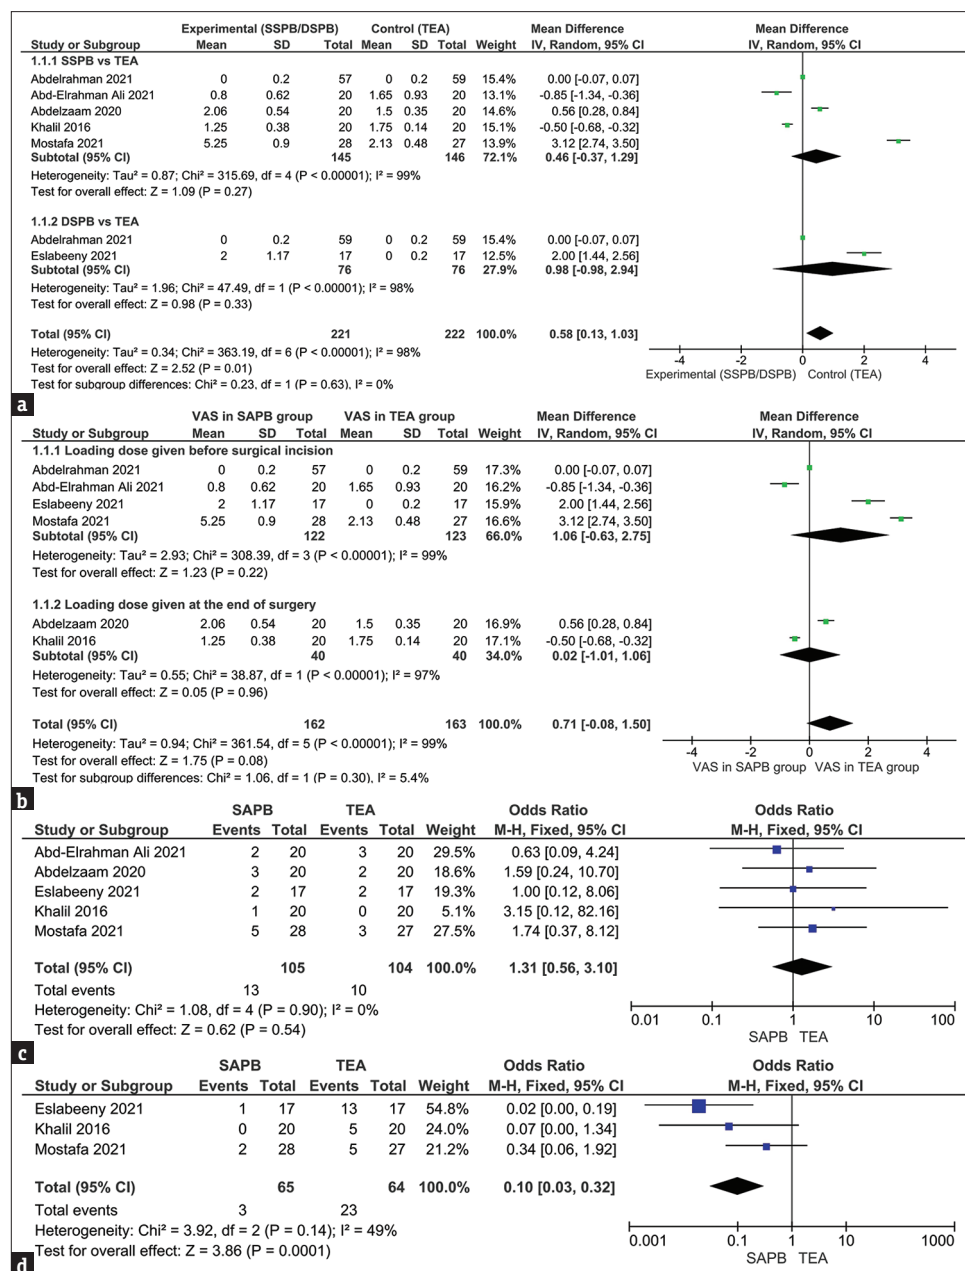 Experimental (SSPB/DSPB) Control (TEA) Mean Difference Mean Difference
Study or Subgroup Mean SD Total Mean SD Total Weight IV, Random, 95% CI IV, Random, 95% CI
1.1.1 SSPB vs TEA
Abdelrahman 2021 0 0.2 57 0 0.2 59 15.4% 0.00 [-0.07, 0.07]
Abd-Elrahman Ali 2021 0.8 0.62 20 1.65 0.93 20 13.1% -0.85 [-1.34, -0.36]
Abdelzaam 2020 2.06 0.54 20 1.5 0.35 20 14.6% 0.56 [0.28, 0.84]
Khalil 2016 1.25 0.38 20 1.75 0.14 20 15.1% -0.50 [-0.68, -0.32]
Mostafa 2021 5.25 0.9 28 2.13 0.48 27 13.9% 3.12 [2.74, 3.50]
Subtotal (95% CI) 145 146 72.1% 0.46 [-0.37, 1.29]
Heterogeneity: Tau² = 0.87; Chi² = 315.69, df = 4 (P < 0.00001); I² = 99%
Test for overall effect: Z = 1.09 (P = 0.27)
1.1.2 DSPB vs TEA
Abdelrahman 2021 0 0.2 59 0 0.2 59 15.4% 0.00 [-0.07, 0.07]
Eslabeeny 2021 2 1.17 17 0 0.2 17 12.5% 2.00 [1.44, 2.56]
Subtotal (95% CI) 76 76 27.9% 0.98 [-0.98, 2.94]
Heterogeneity: Tau² = 1.96; Chi² = 47.49, df = 1 (P < 0.00001); I² = 98%
Test for overall effect: Z = 0.98 (P = 0.33)
Total (95% CI) 221 222 100.0% 0.58 [0.13, 1.03]
Heterogeneity: Tau² = 0.34; Chi² = 363.19, df = 6 (P < 0.00001); I² = 98%
Test for overall effect: Z = 2.52 (P = 0.01)
Test for subgroup differences: Chi² = 0.23, df = 1 (P = 0.63), I² = 0%
-4 -2 0 2 4
Experimental (SSPB/DSPB) Control (TEA)
a
VAS in SAPB group VAS in TEA group Mean Difference Mean Difference
Study or Subgroup Mean SD Total Mean SD Total Weight IV, Random, 95% CI IV, Random, 95% CI
1.1.1 Loading dose given before surgical incision
Abdelrahman 2021 0 0.2 57 0 0.2 59 17.3% 0.00 [-0.07, 0.07]
Abd-Elrahman Ali 2021 0.8 0.62 20 1.65 0.93 20 16.2% -0.85 [-1.34, -0.36]
Eslabeeny 2021 2 1.17 17 0 0.2 17 15.9% 2.00 [1.44, 2.56]
Mostafa 2021 5.25 0.9 28 2.13 0.48 27 16.6% 3.12 [2.74, 3.50]
Subtotal (95% CI) 122 123 66.0% 1.06 [-0.63, 2.75]
Heterogeneity: Tau² = 2.93; Chi² = 308.39, df = 3 (P < 0.00001); I² = 99%
Test for overall effect: Z = 1.23 (P = 0.22)
1.1.2 Loading dose given at the end of surgery
Abdelzaam 2020 2.06 0.54 20 1.5 0.35 20 16.9% 0.56 [0.28, 0.84]
Khalil 2016 1.25 0.38 20 1.75 0.14 20 17.1% -0.50 [-0.68, -0.32]
Subtotal (95% CI) 40 40 34.0% 0.02 [-1.01, 1.06]
Heterogeneity: Tau² = 0.55; Chi² = 38.87, df = 1 (P < 0.00001); I² = 97%
Test for overall effect: Z = 0.05 (P = 0.96)
Total (95% CI) 162 163 100.0% 0.71 [-0.08, 1.50]
Heterogeneity: Tau² = 0.94; Chi² = 361.54, df = 5 (P < 0.00001); I² = 99%
Test for overall effect: Z = 1.75 (P = 0.08)
Test for subgroup differences: Chi² = 1.06, df = 1 (P = 0.30), I² = 5.4%
-4 -2 0 2 4
VAS in SAPB group VAS in TEA group
b
SAPB TEA Odds Ratio Odds Ratio
Study or Subgroup Events Total Events Total Weight M-H, Fixed, 95% CI M-H, Fixed, 95% CI
Abd-Elrahman Ali 2021 2 20 3 20 29.5% 0.63 [0.09, 4.24]
Abdelzaam 2020 3 20 2 20 18.6% 1.59 [0.24, 10.70]
Eslabeeny 2021 2 17 2 17 19.3% 1.00 [0.12, 8.06]
Khalil 2016 1 20 0 20 5.1% 3.15 [0.12, 82.16]
Mostafa 2021 5 28 3 27 27.5% 1.74 [0.37, 8.12]
Total (95% CI) 105 104 100.0% 1.31 [0.56, 3.10]
Total events 13 10
Heterogeneity: Chi² = 1.08, df = 4 (P = 0.90); I² = 0%
Test for overall effect: Z = 0.62 (P = 0.54)
0.01 0.1 1 10 100
SAPB TEA
c
SAPB TEA Odds Ratio Odds Ratio
Study or Subgroup Events Total Events Total Weight M-H, Fixed, 95% CI M-H, Fixed, 95% CI
Eslabeeny 2021 1 17 13 17 54.8% 0.02 [0.00, 0.19]
Khalil 2016 0 20 5 20 24.0% 0.07 [0.00, 1.34]
Mostafa 2021 2 28 5 27 21.2% 0.34 [0.06, 1.92]
Total (95% CI) 65 64 100.0% 0.10 [0.03, 0.32]
Total events 3 23
Heterogeneity: Chi² = 3.92, df = 2 (P = 0.14); I² = 49%
Test for overall effect: Z = 3.86 (P = 0.0001)
0.001 0.1 1 10 1000
SAPB TEA
d